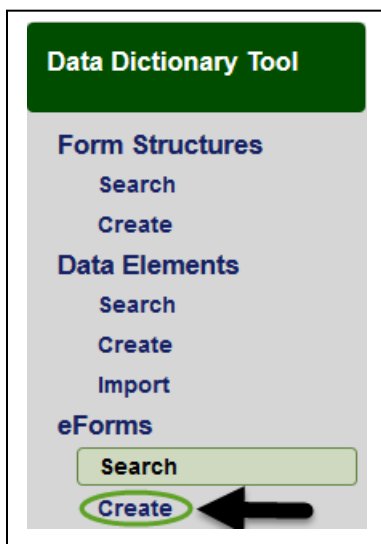 Data Dictionary Tool
Form Structures
Search
Create
Data Elements
Search
Create
Import
eForms
Search
Create